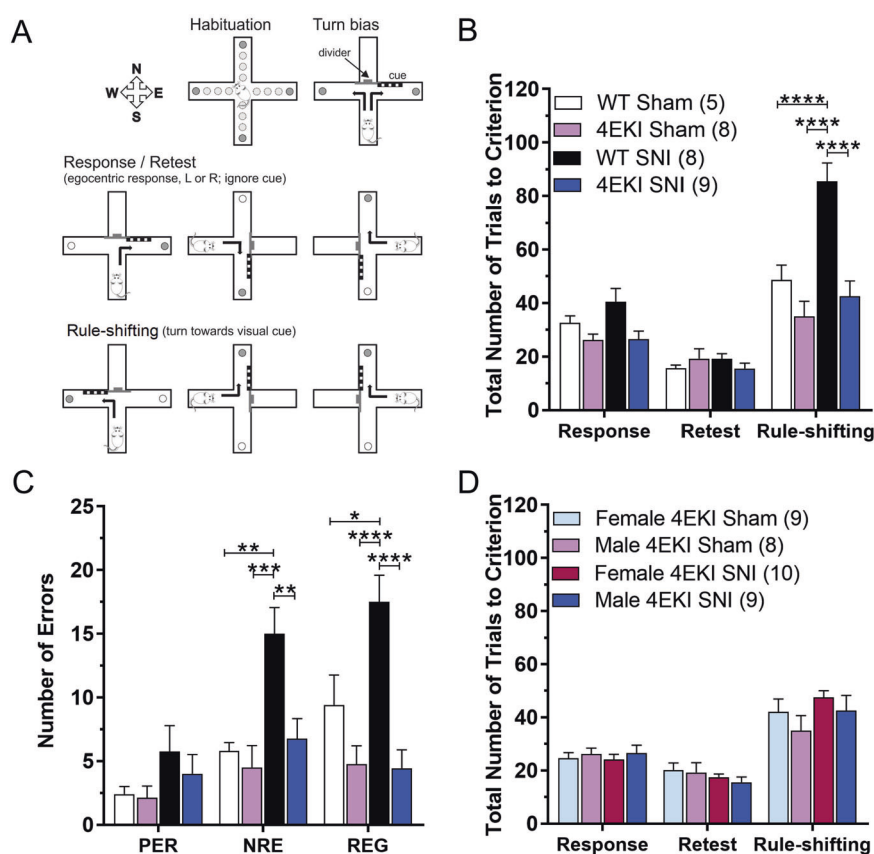 A
Habituation
Turn bias
divider
cue
N
W E
S
Response / Retest
(egocentric response, L or R; ignore cue)
Rule-shifting (turn towards visual cue)
B
Total Number of Trials to Criterion
120
100
80
60
40
20
0
WT Sham (5)
4EKI Sham (8)
WT SNI (8)
4EKI SNI (9)
****
****
****
Response Retest Rule-shifting
C
Number of Errors
25
20
15
10
5
0
**
***
**
*
****
****
PER NRE REG
D
Total Number of Trials to Criterion
120
100
80
60
40
20
0
Female 4EKI Sham (9)
Male 4EKI Sham (8)
Female 4EKI SNI (10)
Male 4EKI SNI (9)
Response Retest Rule-shifting